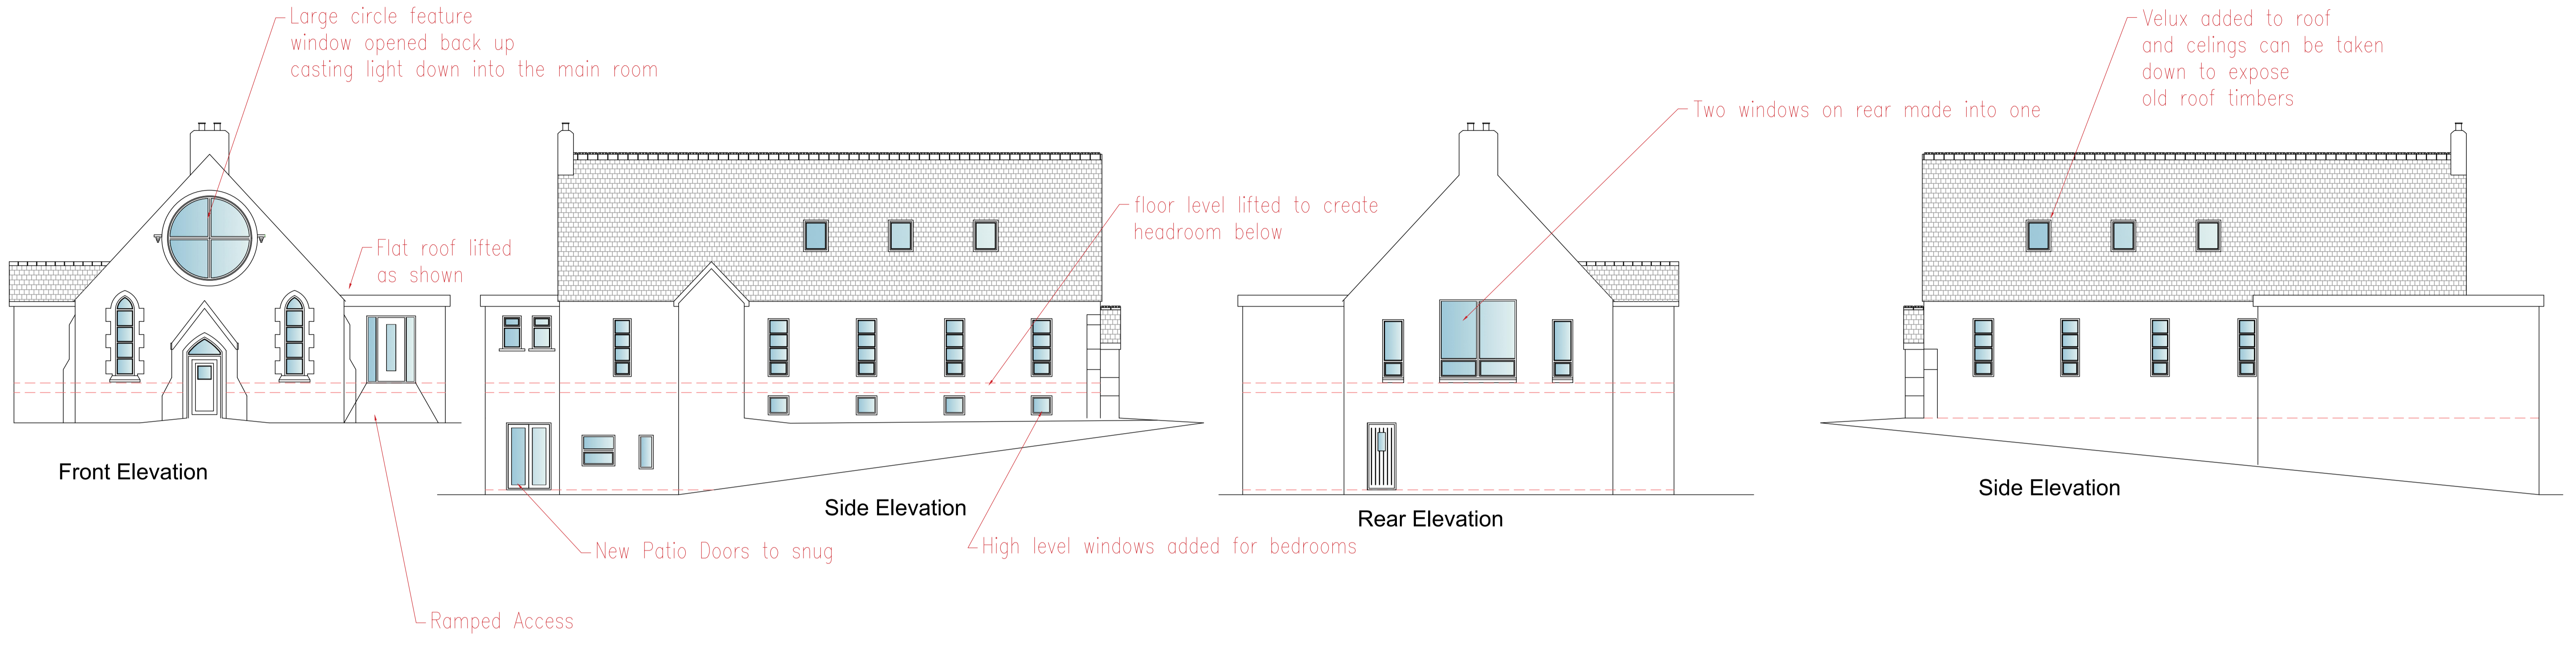 Large circle feature
window opened back up
casting light down into the main room
Flat roof lifted
as shown
Front Elevation
Ramped Access
floor level lifted to create
headroom below
Side Elevation
New Patio Doors to snug
High level windows added for bedrooms
Two windows on rear made into one
Rear Elevation
Velux added to roof
and celings can be taken
down to expose
old roof timbers
Side Elevation